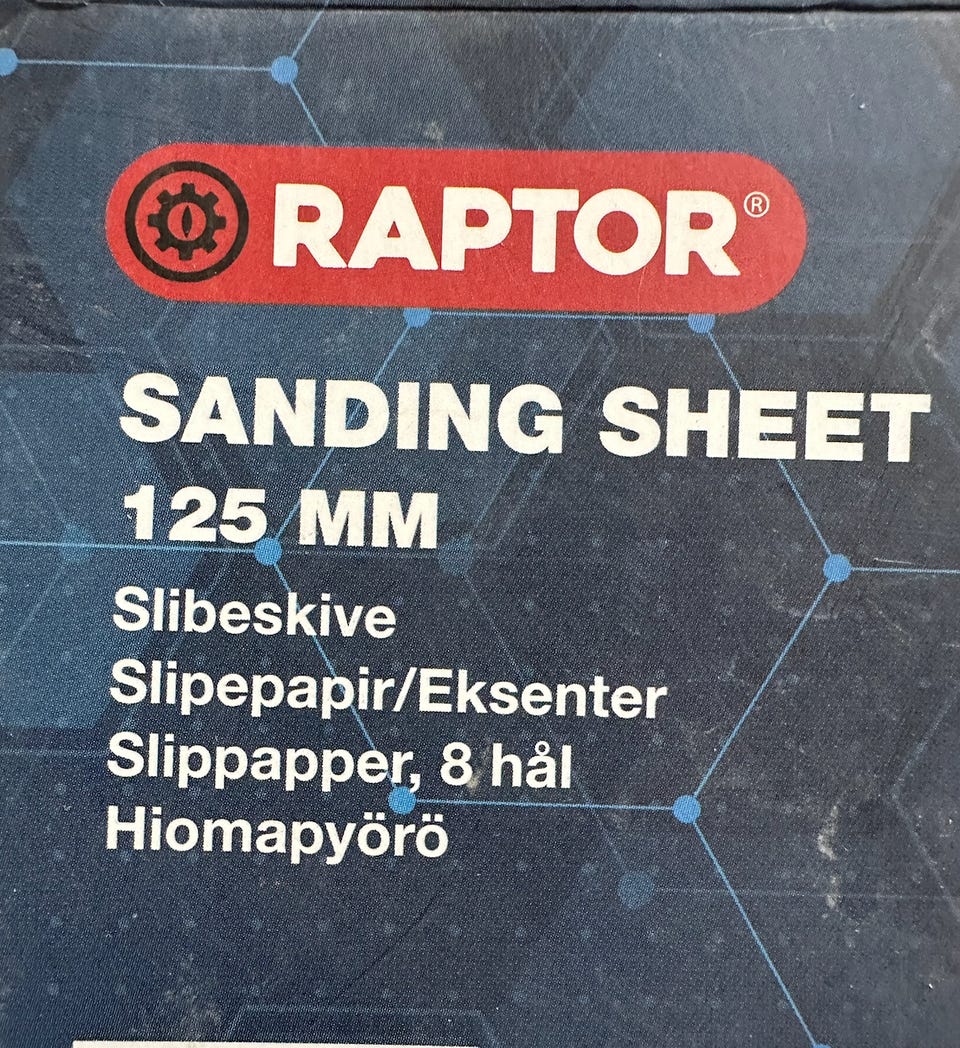 RAPTOR®
SANDING SHEET
125 MM
Slibeskive
Slipepapir/Eksenter
Slippapper, 8 hål
Hiomapyörö